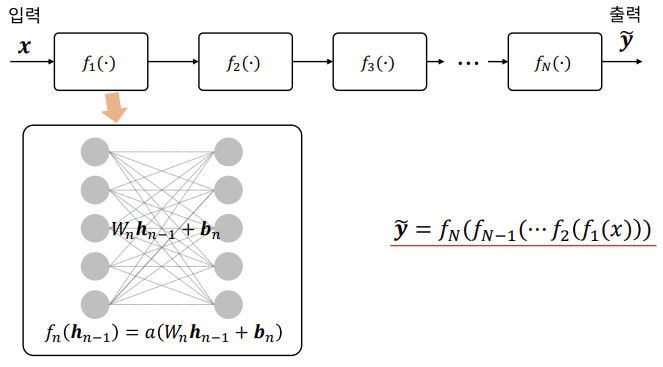 입력
출력
x
ỹ
f₁(·)
f₂(·)
f₃(·)
···
f_N(·)
W_n h_{n−1} + b_n
ỹ = f_N(f_{N−1}(⋯ f₂(f₁(x)))
f_n(h_{n−1}) = a(W_n h_{n−1} + b_n)